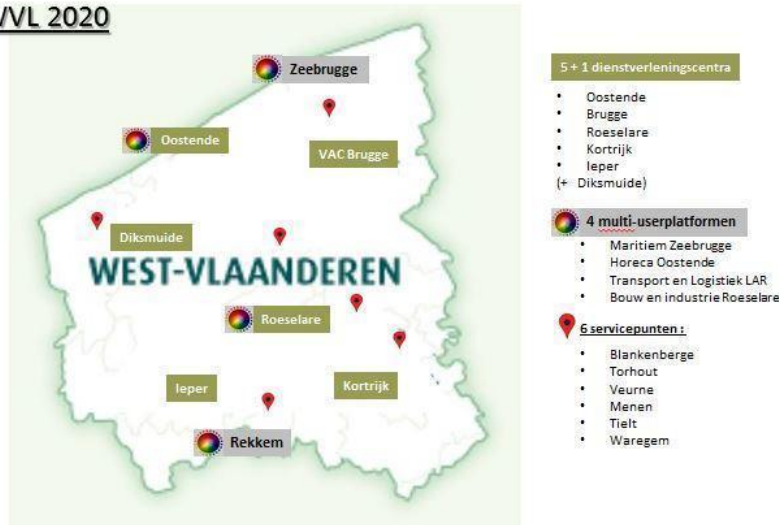 VVL 2020
Zeebrugge
Oostende
VAC Brugge
Diksmuide
WEST-VLAANDEREN
Roeselare
Ieper
Kortrijk
Rekkem
5 + 1 dienstverleningscentra
• Oostende
• Brugge
• Roeselare
• Kortrijk
• Ieper
(+ Diksmuide)
4 multi-userplatformen
• Maritiem Zeebrugge
• Horeca Oostende
• Transport en Logistiek LAR
• Bouw en industrie Roeselare
6 servicepunten :
• Blankenberge
• Torhout
• Veurne
• Menen
• Tielt
• Waregem